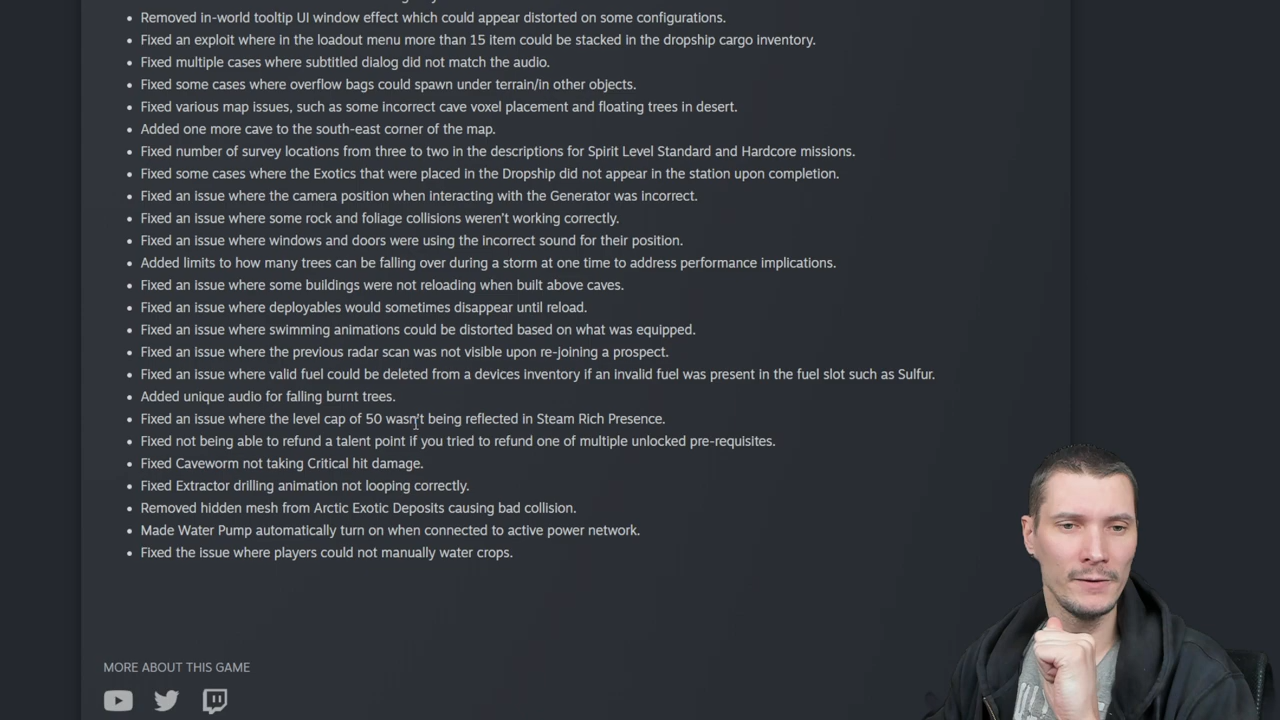 Removed in-world tooltip UI window effect which could appear distorted on some configurations.
Fixed an exploit where in the loadout menu more than 15 item could be stacked in the dropship cargo inventory.
Fixed multiple cases where subtitled dialog did not match the audio.
Fixed some cases where overflow bags could spawn under terrain/in other objects.
Fixed various map issues, such as some incorrect cave voxel placement and floating trees in desert.
Added one more cave to the south-east corner of the map.
Fixed number of survey locations from three to two in the descriptions for Spirit Level Standard and Hardcore missions.
Fixed some cases where the Exotics that were placed in the Dropship did not appear in the station upon completion.
Fixed an issue where the camera position when interacting with the Generator was incorrect.
Fixed an issue where some rock and foliage collisions weren't working correctly.
Fixed an issue where windows and doors were using the incorrect sound for their position.
Added limits to how many trees can be falling over during a storm at one time to address performance implications.
Fixed an issue where some buildings were not reloading when built above caves.
Fixed an issue where deployables would sometimes disappear until reload.
Fixed an issue where swimming animations could be distorted based on what was equipped.
Fixed an issue where the previous radar scan was not visible upon re-joining a prospect.
Fixed an issue where valid fuel could be deleted from a devices inventory if an invalid fuel was present in the fuel slot such as Sulfur.
Added unique audio for falling burnt trees.
Fixed an issue where the level cap of 50 wasn't being reflected in Steam Rich Presence.
Fixed not being able to refund a talent point if you tried to refund one of multiple unlocked pre-requisites.
Fixed Caveworm not taking Critical hit damage.
Fixed Extractor drilling animation not looping correctly.
Removed hidden mesh from Arctic Exotic Deposits causing bad collision.
Made Water Pump automatically turn on when connected to active power network.
Fixed the issue where players could not manually water crops.
MORE ABOUT THIS GAME